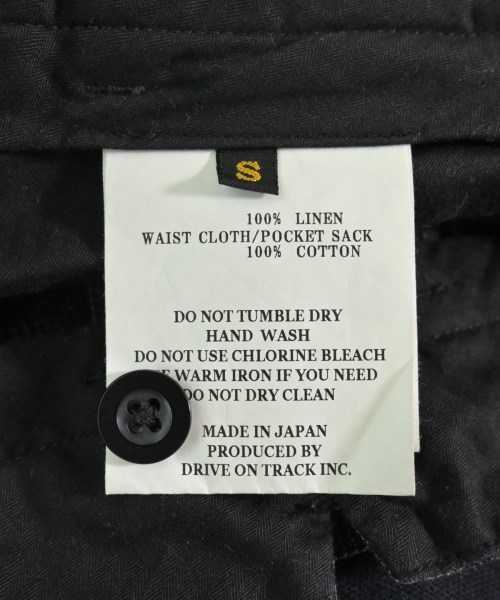 S
100% LINEN
WAIST CLOTH/POCKET SACK
100% COTTON
DO NOT TUMBLE DRY
HAND WASH
DO NOT USE CHLORINE BLEACH
WARM IRON IF YOU NEED
DO NOT DRY CLEAN
MADE IN JAPAN
PRODUCED BY
DRIVE ON TRACK INC.